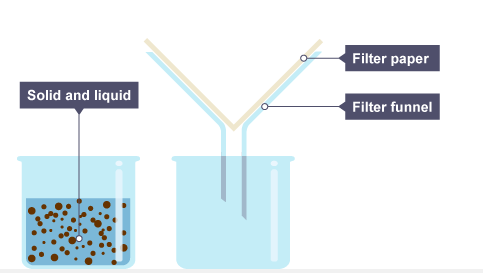 Filter paper
Solid and liquid
Filter funnel